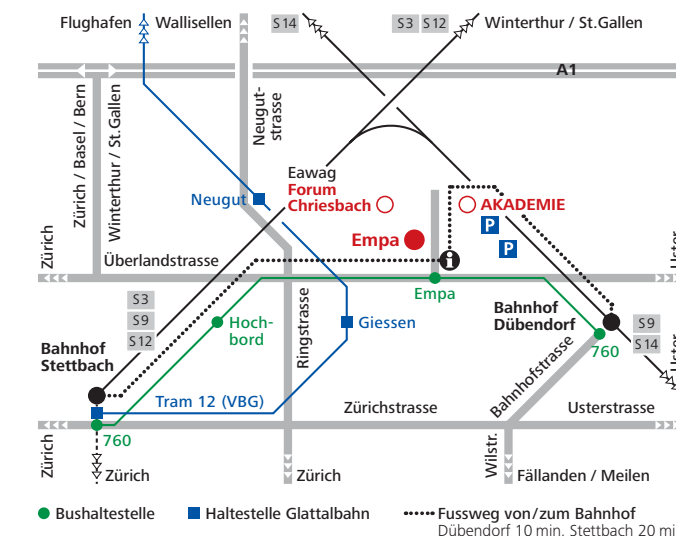 Flughafen
Wallisellen
S14
S3 S12
Winterthur / St.Gallen
A1
Zürich / Basel / Bern
Winterthur / St.Gallen
Neugut-
strasse
Eawag
Forum
Chriesbach
Neugut
AKADEMIE
P
P
Empa
i
Zürich
Überlandstrasse
Uster
Empa
S3
S9
S12
Hoch-
bord
Ringstrasse
Giessen
Bahnhof
Dübendorf
S9
S14
760
Uster
Bahnhof
Stettbach
Bahnhofstrasse
Tram 12 (VBG)
Zürichstrasse
Usterstrasse
760
Zürich
Zürich
Zürich
Wilstr.
Fällanden / Meilen
Bushaltestelle
Haltestelle Glattalbahn
Fussweg von/zum Bahnhof
Dübendorf 10 min, Stettbach 20 mi